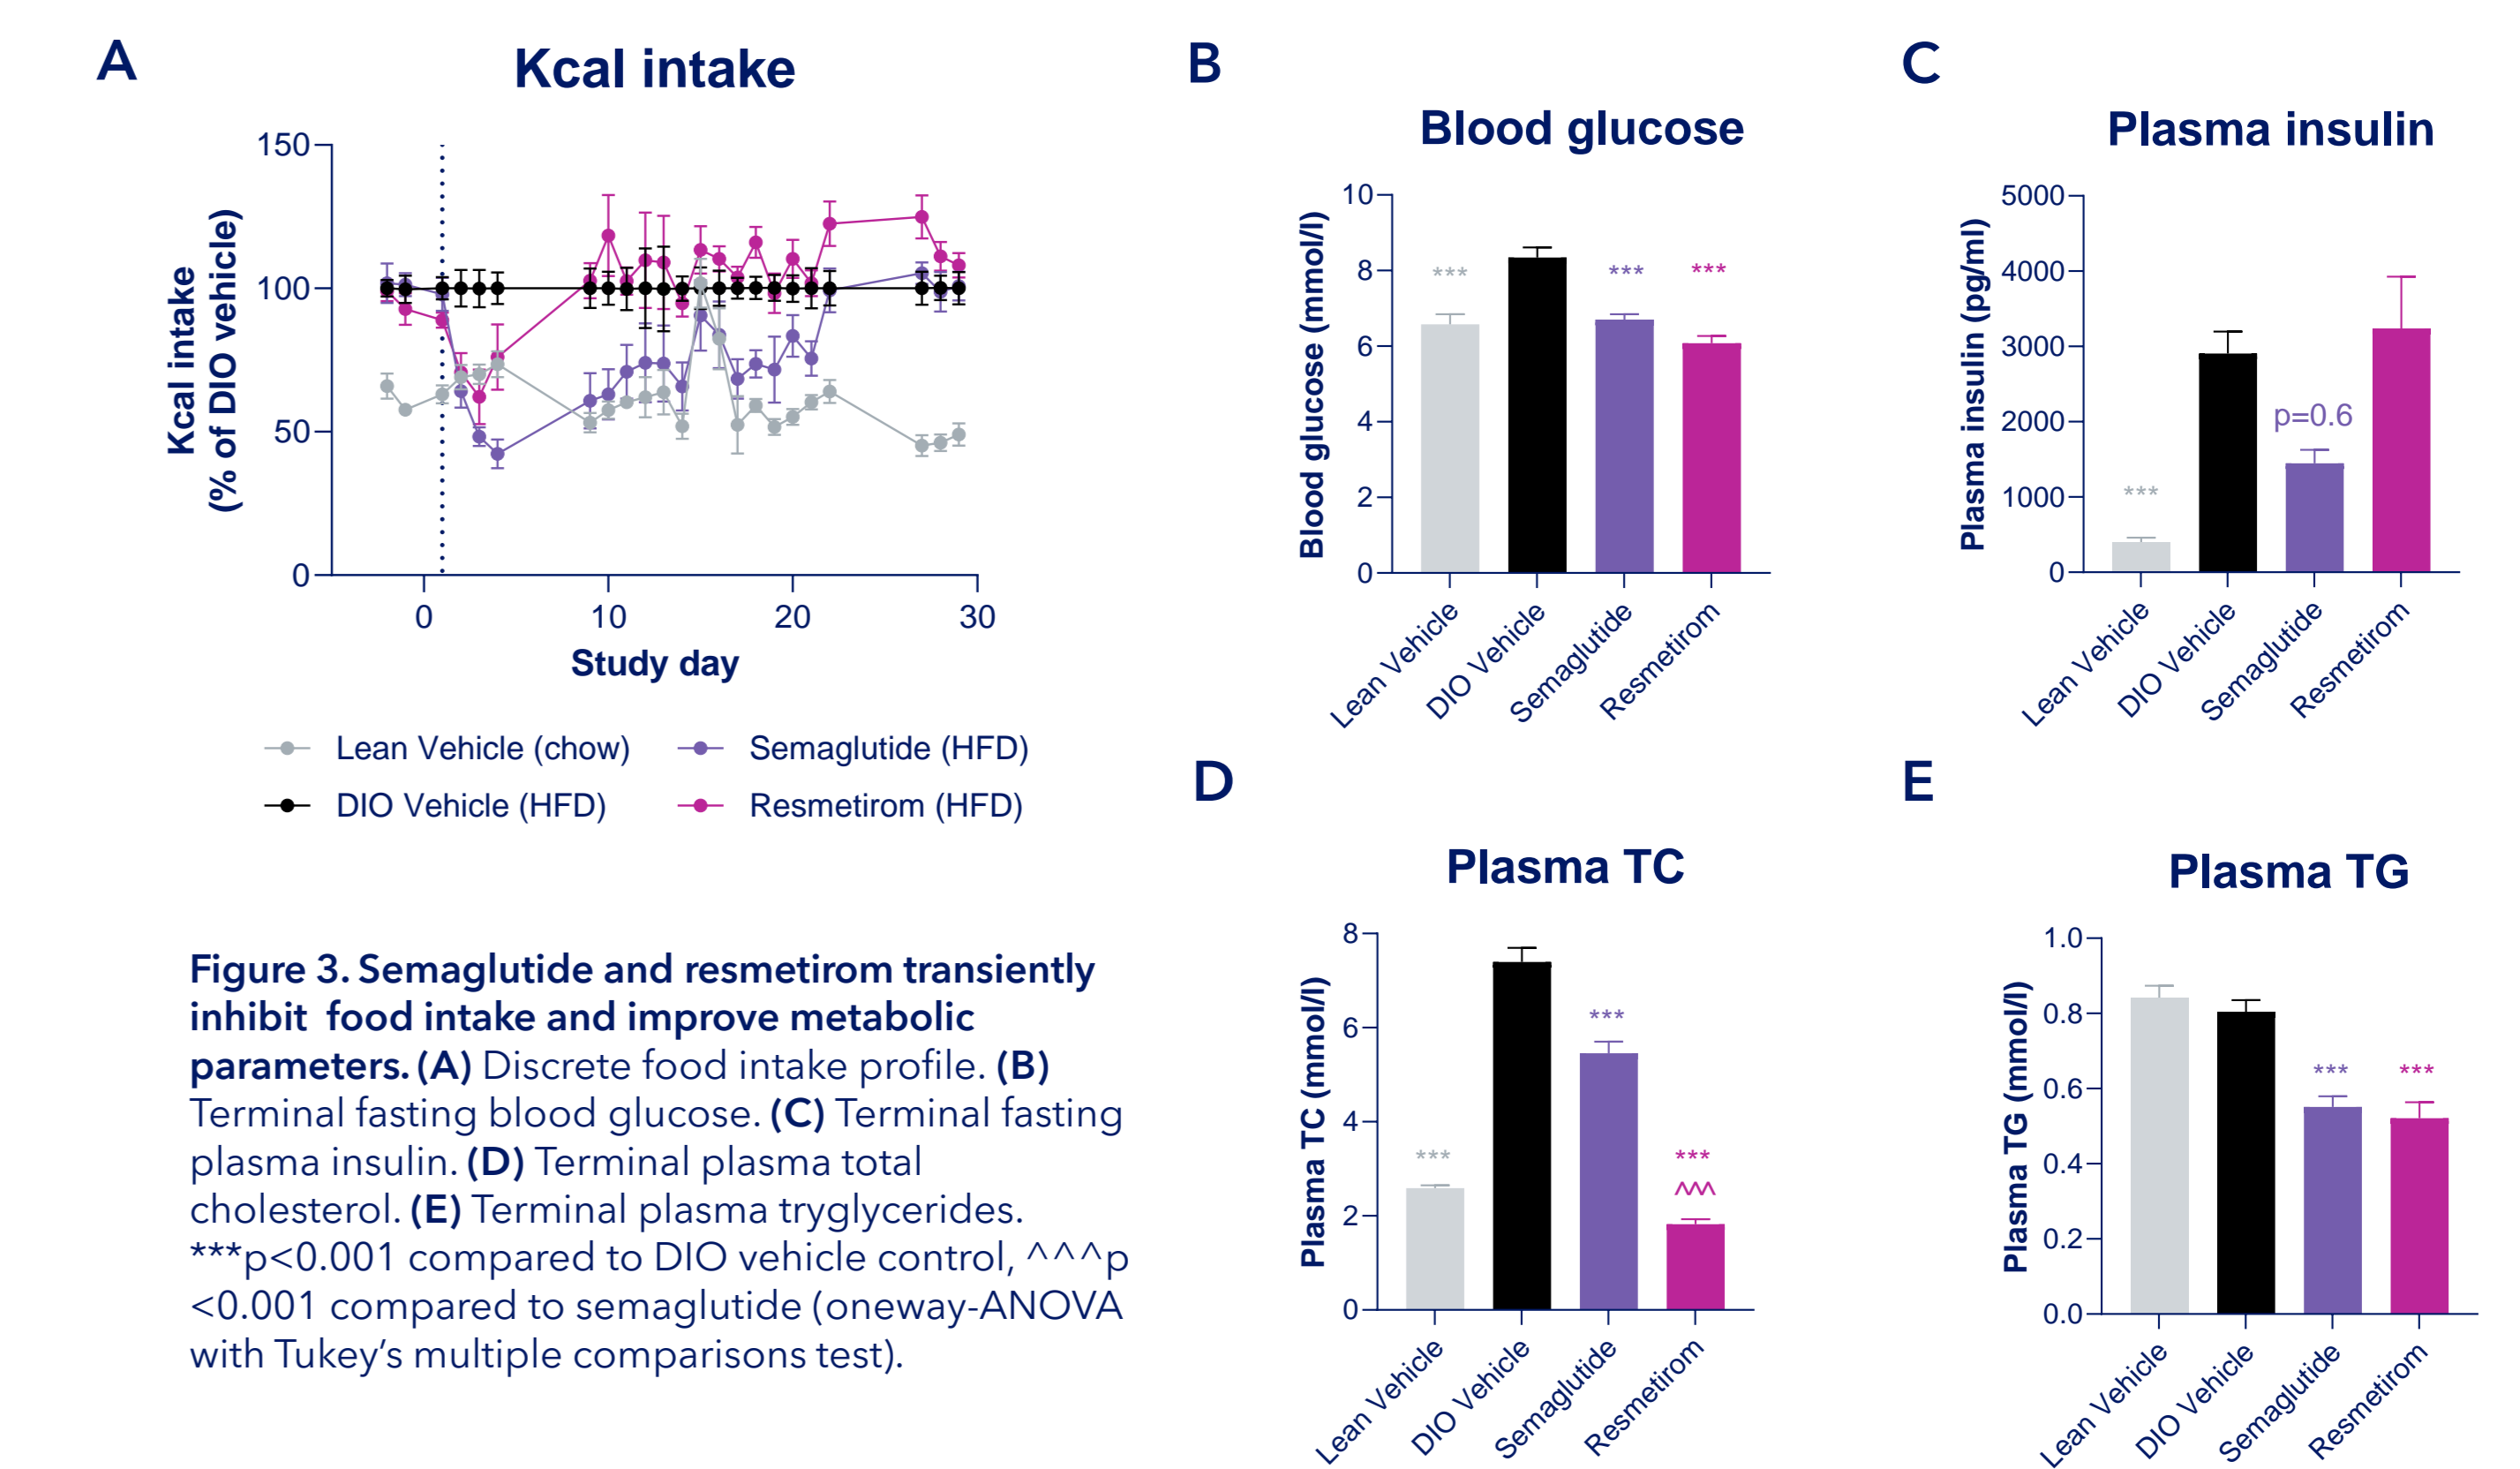 A
Kcal intake
Kcal intake
(% of DIO vehicle)
150
100
50
0
0
10
20
30
Study day
Lean Vehicle (chow)
DIO Vehicle (HFD)
Semaglutide (HFD)
Resmetirom (HFD)
B
Blood glucose
Blood glucose (mmol/l)
10
8
6
4
2
0
***
***
***
Lean Vehicle
DIO Vehicle
Semaglutide
Resmetirom
C
Plasma insulin
Plasma insulin (pg/ml)
5000
4000
3000
2000
1000
0
***
p=0.6
Lean Vehicle
DIO Vehicle
Semaglutide
Resmetirom
D
Plasma TC
Plasma TC (mmol/l)
8
6
4
2
0
***
***
***
^^^
Lean Vehicle
DIO Vehicle
Semaglutide
Resmetirom
E
Plasma TG
Plasma TG (mmol/l)
1.0
0.8
0.6
0.4
0.2
0.0
***
***
Lean Vehicle
DIO Vehicle
Semaglutide
Resmetirom
Figure 3. Semaglutide and resmetirom transiently
inhibit food intake and improve metabolic
parameters. (A) Discrete food intake profile. (B)
Terminal fasting blood glucose. (C) Terminal fasting
plasma insulin. (D) Terminal plasma total
cholesterol. (E) Terminal plasma tryglycerides.
***p<0.001 compared to DIO vehicle control, ^^^p
<0.001 compared to semaglutide (oneway-ANOVA
with Tukey’s multiple comparisons test).